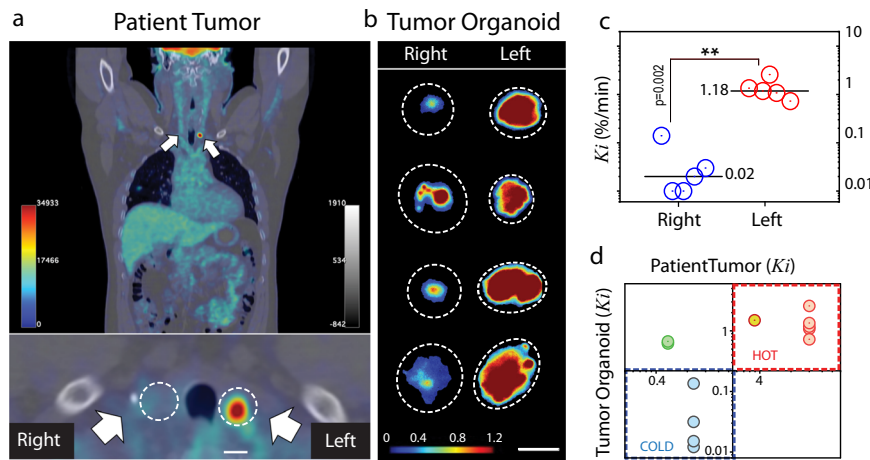 a
Patient Tumor
34933
17466
0
1910
534
-842
Right
Left
b
Tumor Organoid
Right
Left
0 0.4 0.8 1.2
c
Ki (%/min)
p=0.002
**
1.18
0.02
10
1
0.1
0.01
Right
Left
d
PatientTumor (Ki)
Tumor Organoid (Ki)
HOT
COLD
0.4
4
1
0.1
0.01